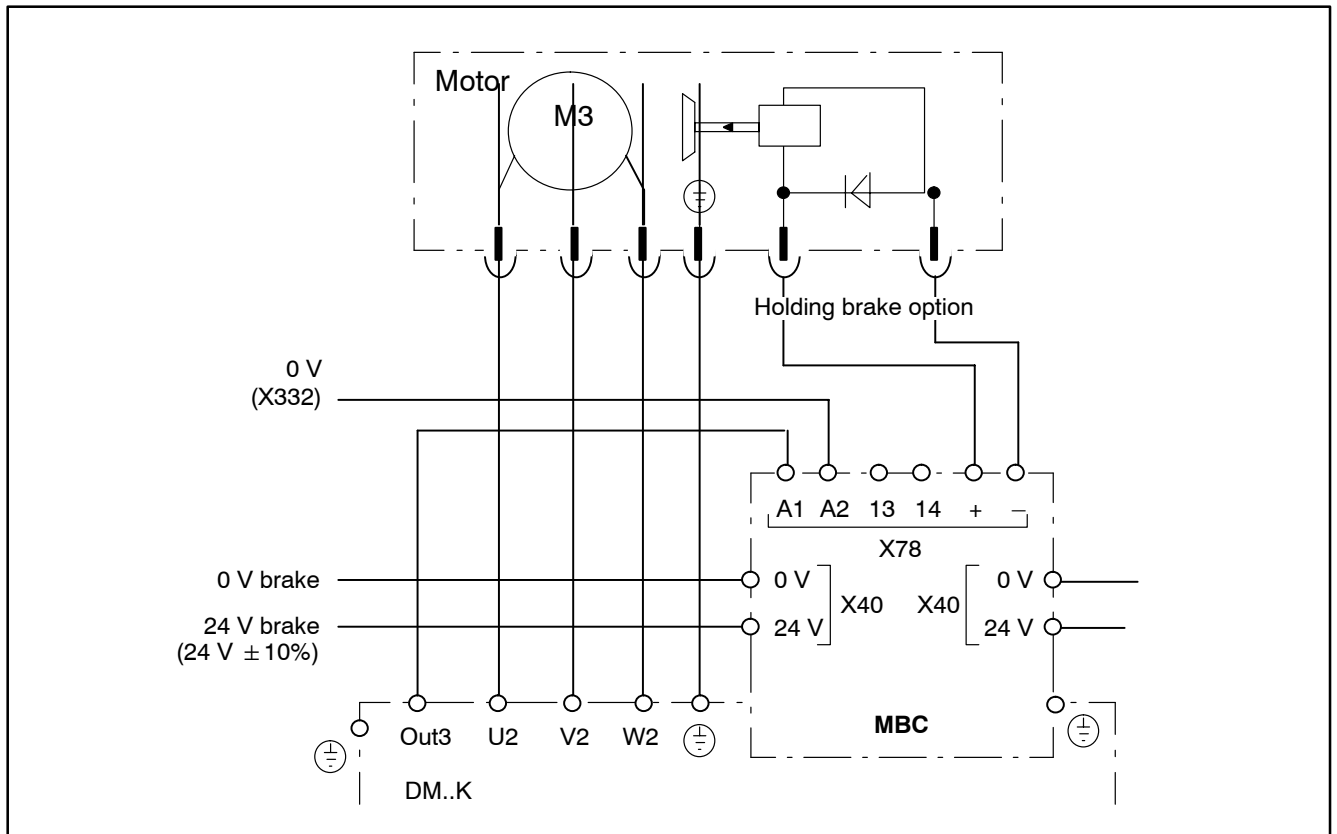 Motor
M3
Holding brake option
0 V
(X332)
A1 A2 13 14 + –
X78
0 V brake
0 V
X40
X40
0 V
24 V brake
(24 V ±10%)
24 V
24 V
Out3 U2 V2 W2
MBC
DM..K